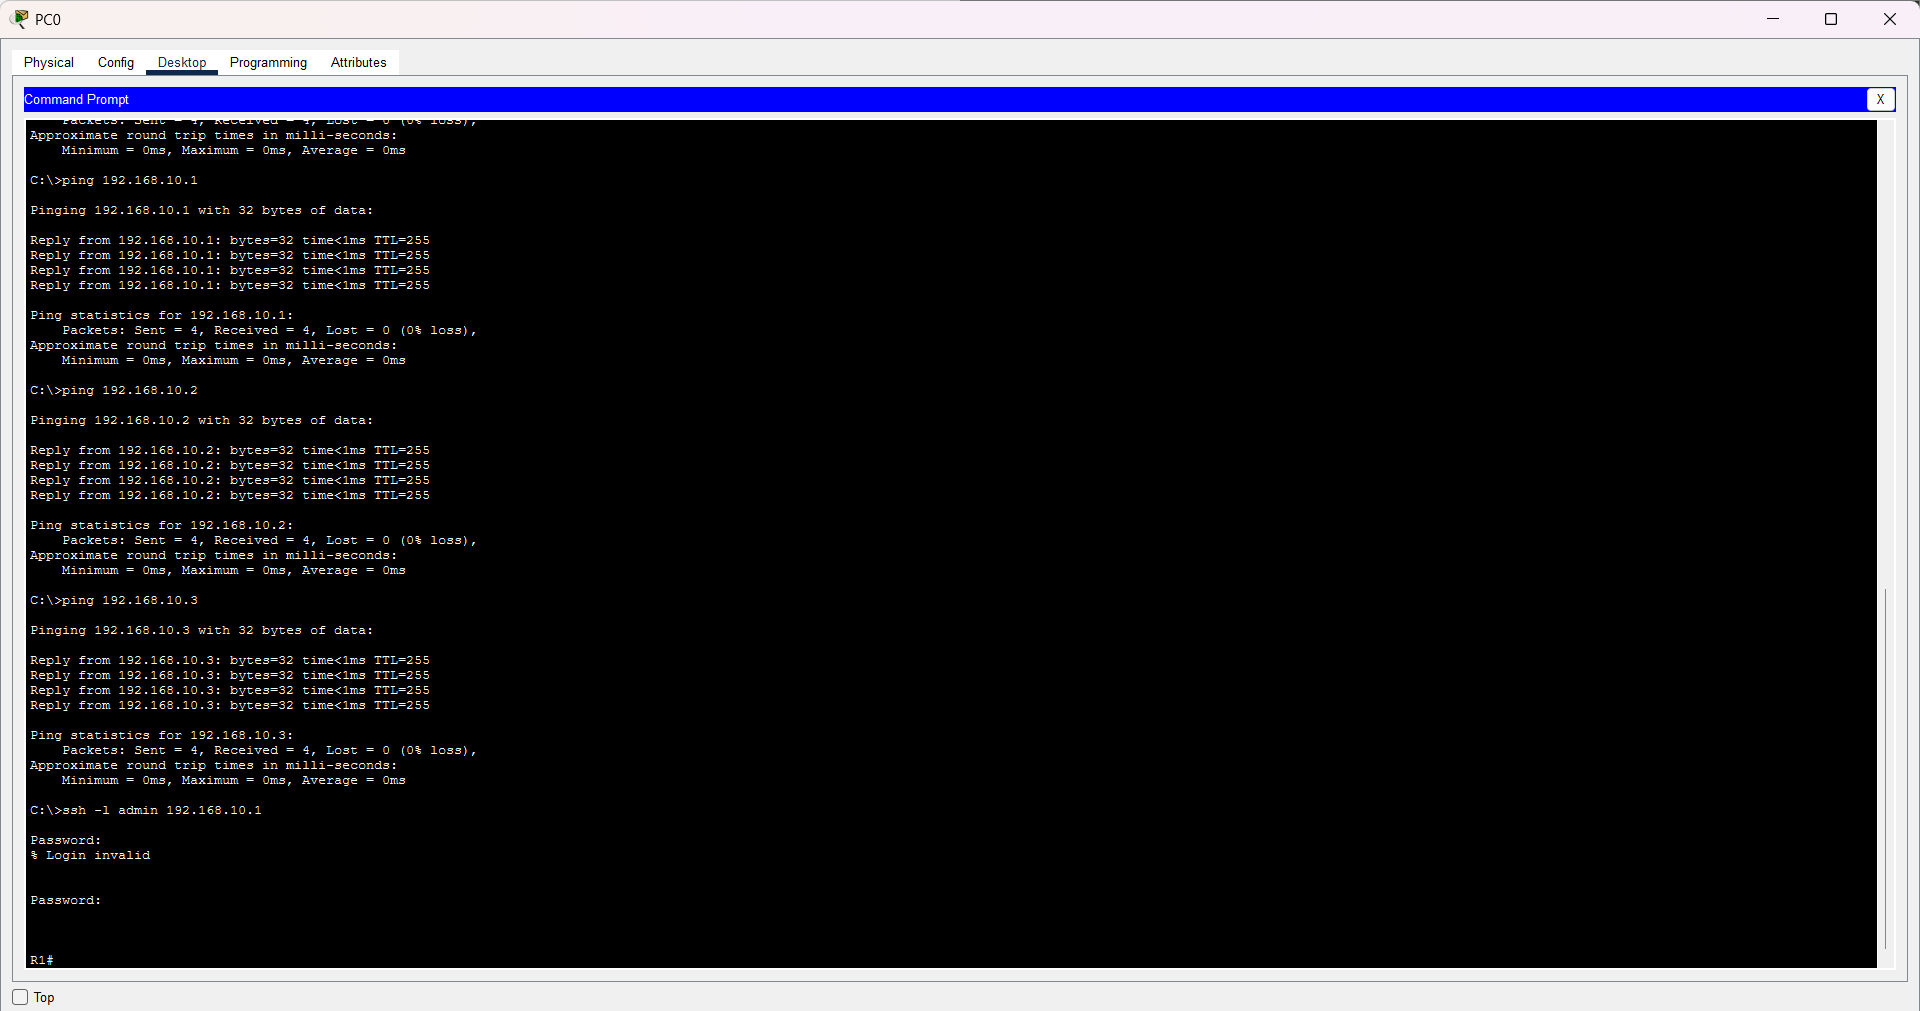 PC0
Physical Config Desktop Programming Attributes
Command Prompt
X
Packets: Sent = 4, Received = 4, Lost = 0 (0% loss),
Approximate round trip times in milli-seconds:
Minimum = 0ms, Maximum = 0ms, Average = 0ms
C:\>ping 192.168.10.1
Pinging 192.168.10.1 with 32 bytes of data:
Reply from 192.168.10.1: bytes=32 time<1ms TTL=255
Reply from 192.168.10.1: bytes=32 time<1ms TTL=255
Reply from 192.168.10.1: bytes=32 time<1ms TTL=255
Reply from 192.168.10.1: bytes=32 time<1ms TTL=255
Ping statistics for 192.168.10.1:
Packets: Sent = 4, Received = 4, Lost = 0 (0% loss),
Approximate round trip times in milli-seconds:
Minimum = 0ms, Maximum = 0ms, Average = 0ms
C:\>ping 192.168.10.2
Pinging 192.168.10.2 with 32 bytes of data:
Reply from 192.168.10.2: bytes=32 time<1ms TTL=255
Reply from 192.168.10.2: bytes=32 time<1ms TTL=255
Reply from 192.168.10.2: bytes=32 time<1ms TTL=255
Reply from 192.168.10.2: bytes=32 time<1ms TTL=255
Ping statistics for 192.168.10.2:
Packets: Sent = 4, Received = 4, Lost = 0 (0% loss),
Approximate round trip times in milli-seconds:
Minimum = 0ms, Maximum = 0ms, Average = 0ms
C:\>ping 192.168.10.3
Pinging 192.168.10.3 with 32 bytes of data:
Reply from 192.168.10.3: bytes=32 time<1ms TTL=255
Reply from 192.168.10.3: bytes=32 time<1ms TTL=255
Reply from 192.168.10.3: bytes=32 time<1ms TTL=255
Reply from 192.168.10.3: bytes=32 time<1ms TTL=255
Ping statistics for 192.168.10.3:
Packets: Sent = 4, Received = 4, Lost = 0 (0% loss),
Approximate round trip times in milli-seconds:
Minimum = 0ms, Maximum = 0ms, Average = 0ms
C:\>ssh -l admin 192.168.10.1
Password:
% Login invalid
Password:
R1#
Top